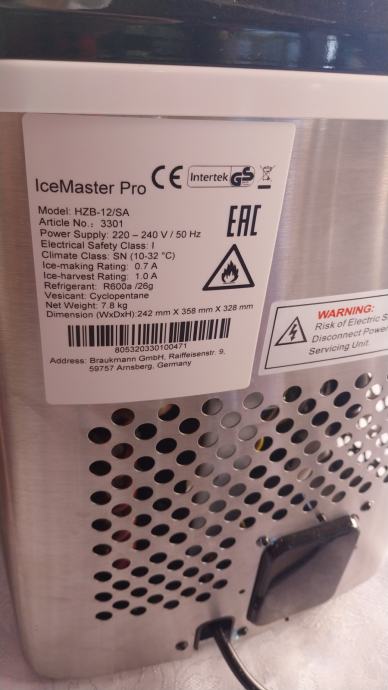 IceMaster Pro
CE Intertek GS
EAC
Model: HZB-12/SA
Article No.: 3301
Power Supply: 220 – 240 V / 50 Hz
Electrical Safety Class: I
Climate Class: SN (10-32 °C)
Ice-making Rating: 0.7 A
Ice-harvest Rating: 1.0 A
Refrigerant: R600a /26g
Vesicant: Cyclopentane
Net Weight: 7.8 kg
Dimension (WxDxH): 242 mm X 358 mm X 328 mm
805320330100471
Address: Braukmann GmbH, Raiffeisenstr. 9,
59757 Arnsberg, Germany
WARNING:
Risk of Electric
Disconnect Power
Servicing Unit.